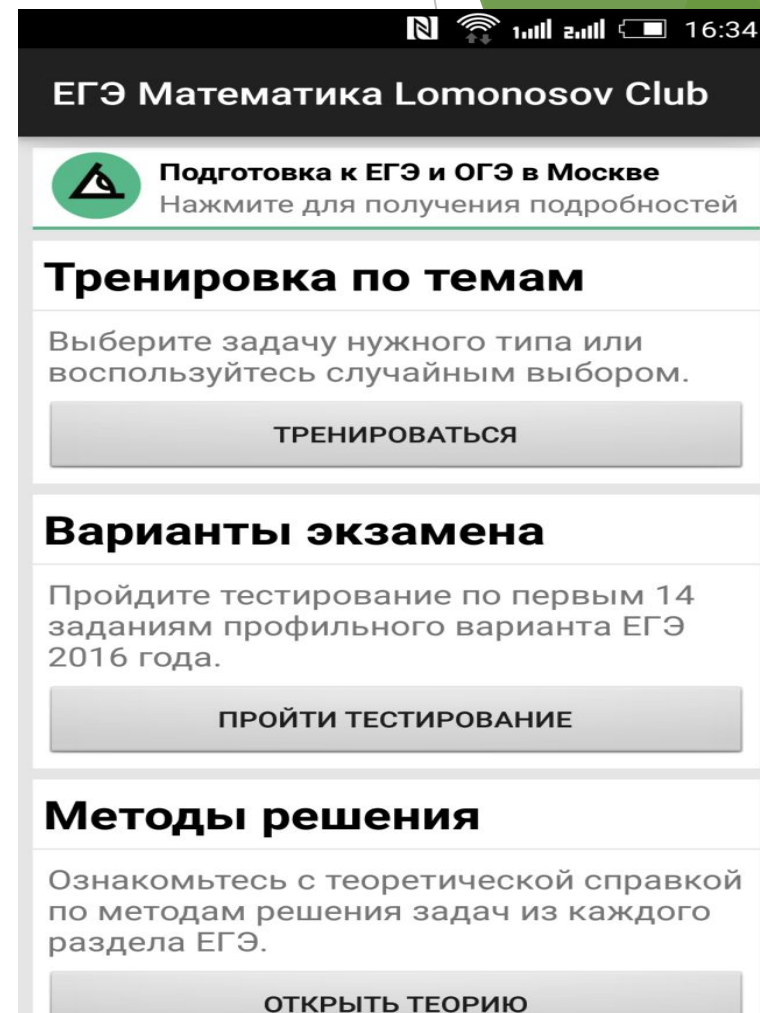 16:34
ЕГЭ Математика Lomonosov Club
Подготовка к ЕГЭ и ОГЭ в Москве
Нажмите для получения подробностей
Тренировка по темам
Выберите задачу нужного типа или
воспользуйтесь случайным выбором.
ТРЕНИРОВАТЬСЯ
Варианты экзамена
Пройдите тестирование по первым 14
заданиям профильного варианта ЕГЭ
2016 года.
ПРОЙТИ ТЕСТИРОВАНИЕ
Методы решения
Ознакомьтесь с теоретической справкой
по методам решения задач из каждого
раздела ЕГЭ.
ОТКРЫТЬ ТЕОРИЮ